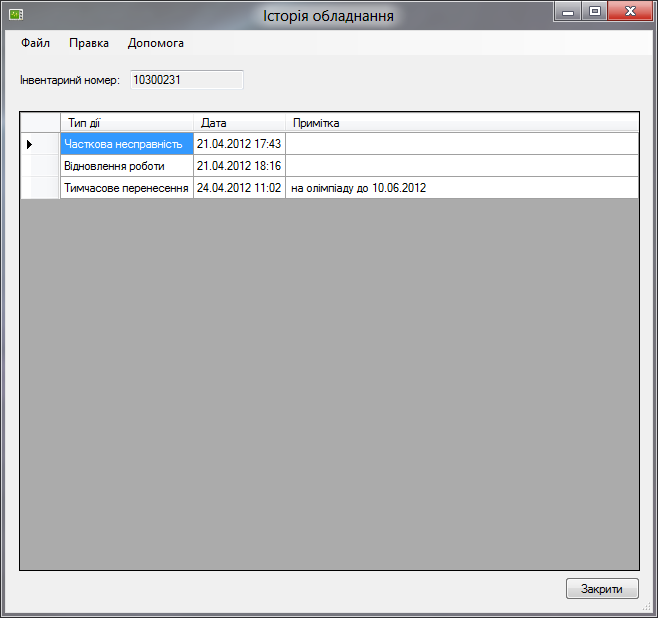 Історія обладнання
Файл Правка Допомога
Інвентаринй номер: 10300231
Тип дії Дата Примітка
Часткова несправність 21.04.2012 17:43
Відновлення роботи 21.04.2012 18:16
Тимчасове перенесення 24.04.2012 11:02 на олімпіаду до 10.06.2012
Закрити